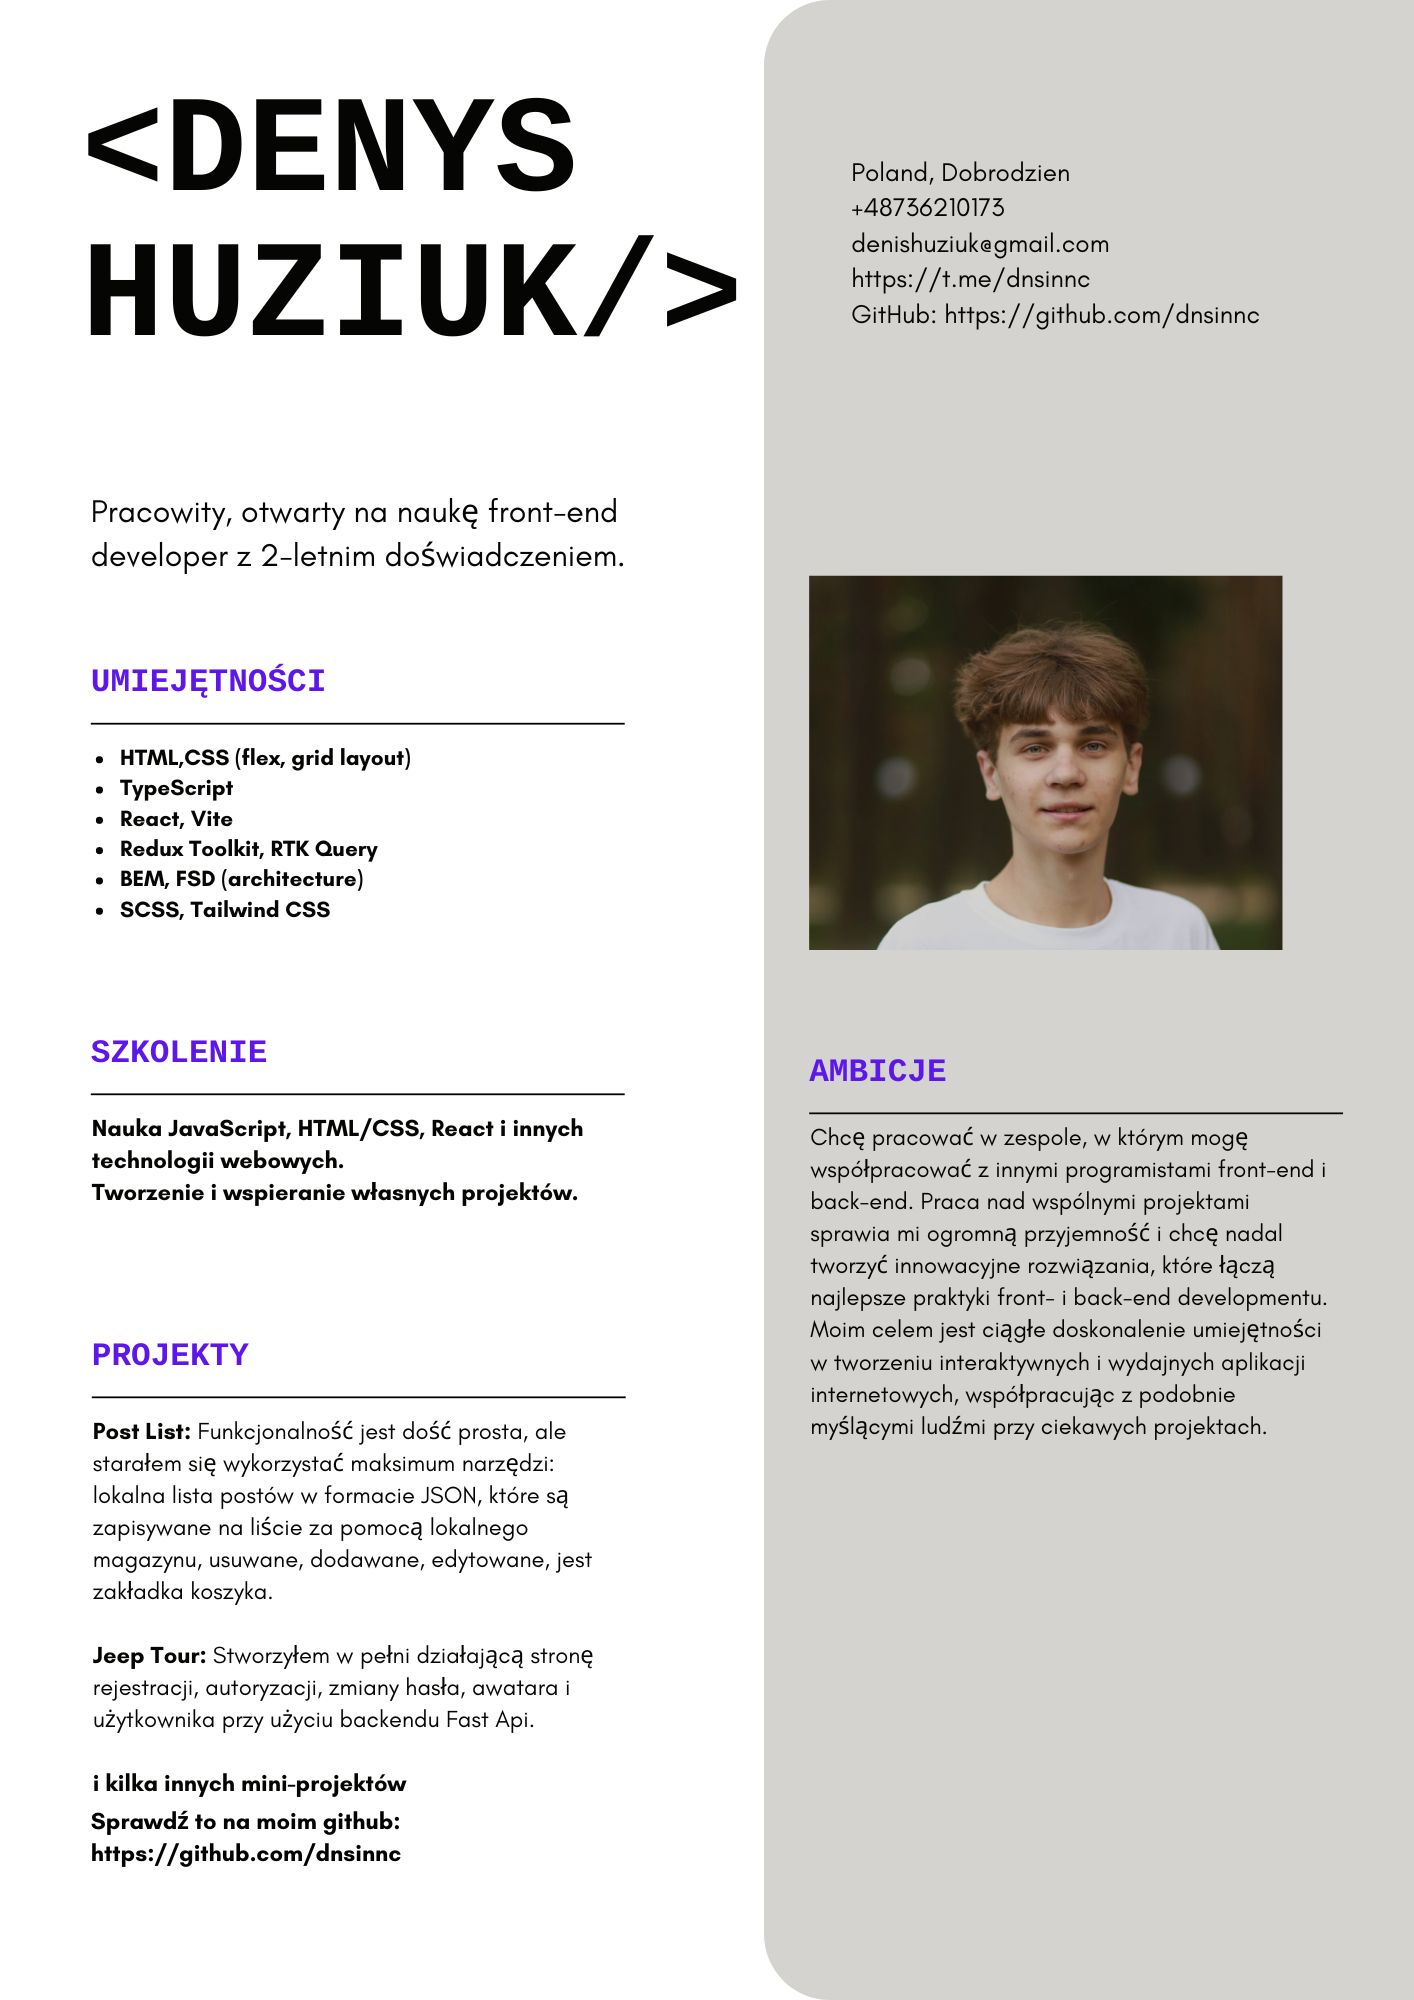 <DENYS
HUZIUK/>
Poland, Dobrodzien
+48736210173
denishuziuk@gmail.com
https://t.me/dnsinnc
GitHub: https://github.com/dnsinnc
Pracowity, otwarty na naukę front-end
developer z 2-letnim doświadczeniem.
UMIEJĘTNOŚCI
• HTML,CSS (flex, grid layout)
• TypeScript
• React, Vite
• Redux Toolkit, RTK Query
• BEM, FSD (architecture)
• SCSS, Tailwind CSS
SZKOLENIE
Nauka JavaScript, HTML/CSS, React i innych
technologii webowych.
Tworzenie i wspieranie własnych projektów.
PROJEKTY
Post List: Funkcjonalność jest dość prosta, ale
starałem się wykorzystać maksimum narzędzi:
lokalna lista postów w formacie JSON, które są
zapisywane na liście za pomocą lokalnego
magazynu, usuwane, dodawane, edytowane, jest
zakładka koszyka.
Jeep Tour: Stworzyłem w pełni działającą stronę
rejestracji, autoryzacji, zmiany hasła, awatara i
użytkownika przy użyciu backendu Fast Api.
i kilka innych mini-projektów
Sprawdź to na moim github:
https://github.com/dnsinnc
AMBICJE
Chcę pracować w zespole, w którym mogę
współpracować z innymi programistami front-end i
back-end. Praca nad wspólnymi projektami
sprawia mi ogromną przyjemność i chcę nadal
tworzyć innowacyjne rozwiązania, które łączą
najlepsze praktyki front- i back-end developmentu.
Moim celem jest ciągłe doskonalenie umiejętności
w tworzeniu interaktywnych i wydajnych aplikacji
internetowych, współpracując z podobnie
myślącymi ludźmi przy ciekawych projektach.